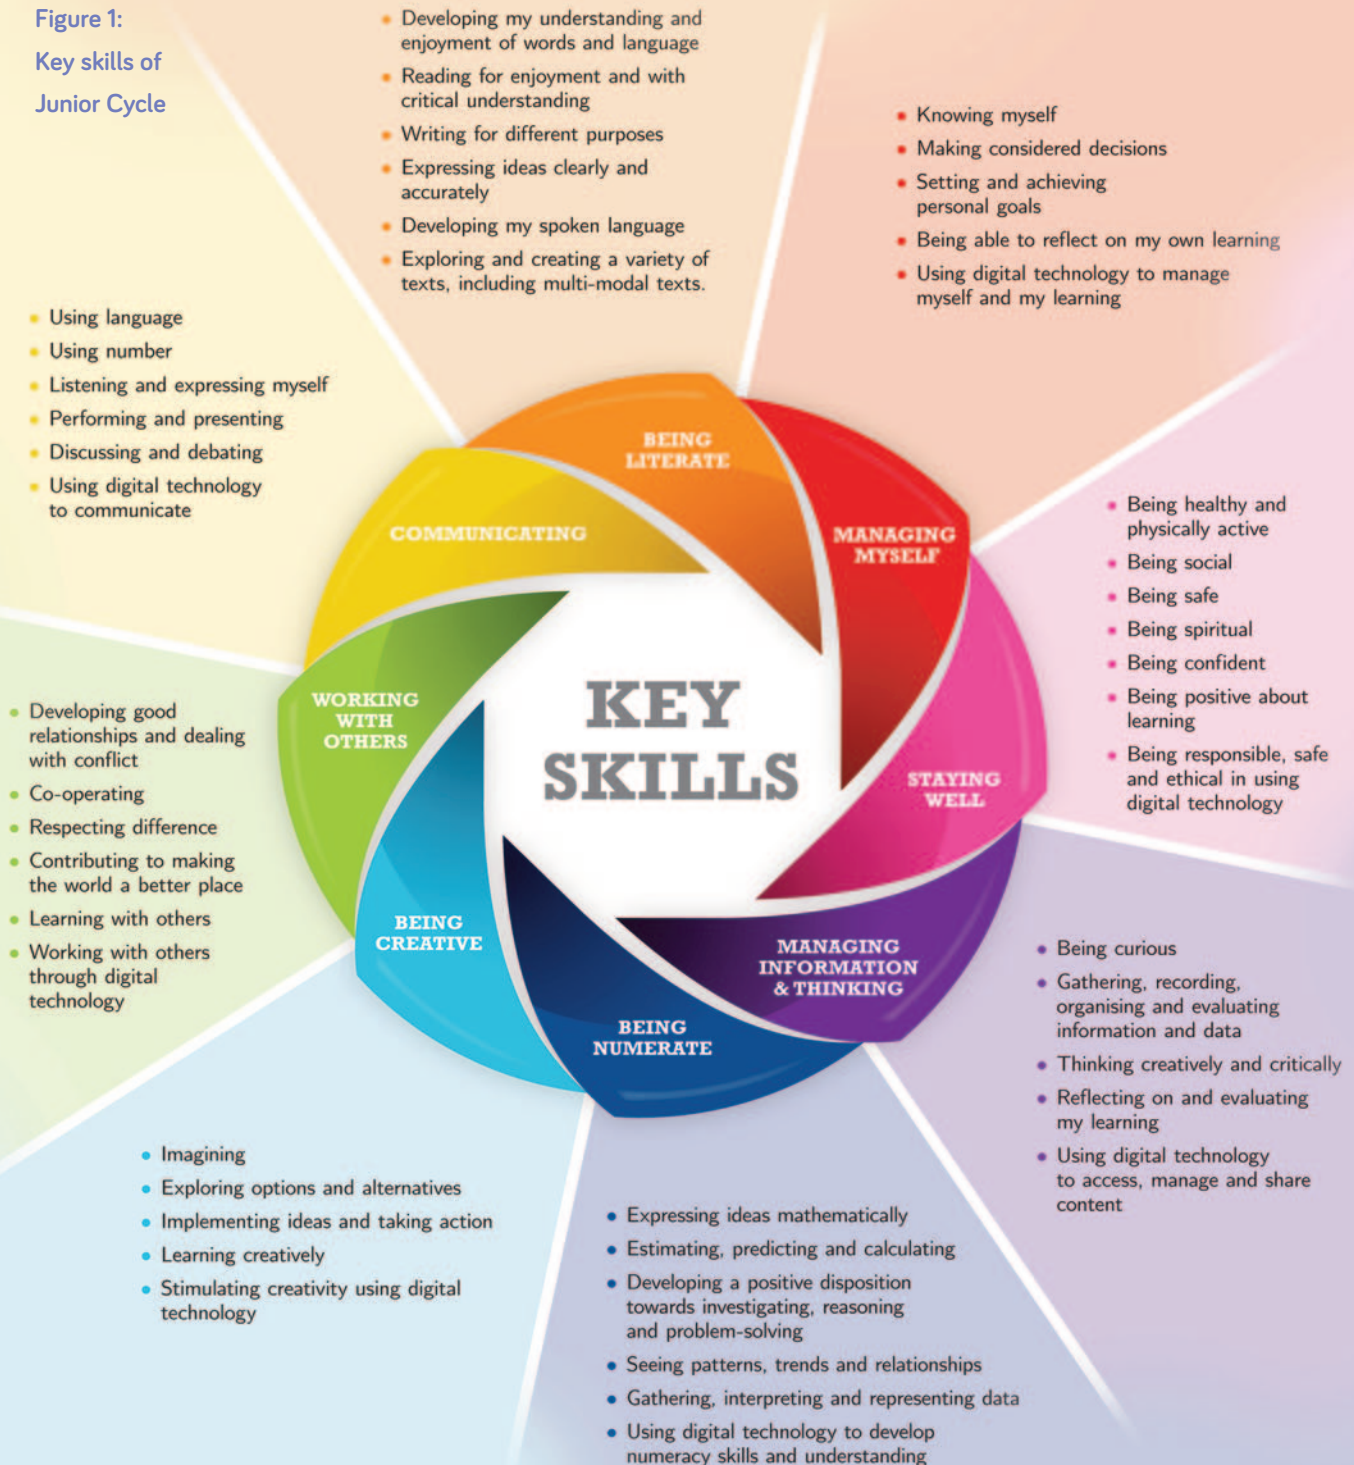 Figure 1:
Key skills of
Junior Cycle
• Developing my understanding and
enjoyment of words and language
• Reading for enjoyment and with
critical understanding
• Writing for different purposes
• Expressing ideas clearly and
accurately
• Developing my spoken language
• Exploring and creating a variety of
texts, including multi-modal texts.
• Knowing myself
• Making considered decisions
• Setting and achieving
personal goals
• Being able to reflect on my own learning
• Using digital technology to manage
myself and my learning
• Using language
• Using number
• Listening and expressing myself
• Performing and presenting
• Discussing and debating
• Using digital technology
to communicate
BEING
LITERATE
COMMUNICATING
MANAGING
MYSELF
• Being healthy and
physically active
• Being social
• Being safe
• Being spiritual
• Being confident
• Being positive about
learning
• Being responsible, safe
and ethical in using
digital technology
WORKING
WITH
OTHERS
KEY
SKILLS
STAYING
WELL
• Developing good
relationships and dealing
with conflict
• Co-operating
• Respecting difference
• Contributing to making
the world a better place
• Learning with others
• Working with others
through digital
technology
BEING
CREATIVE
MANAGING
INFORMATION
& THINKING
BEING
NUMERATE
• Being curious
• Gathering, recording,
organising and evaluating
information and data
• Thinking creatively and critically
• Reflecting on and evaluating
my learning
• Using digital technology
to access, manage and share
content
• Imagining
• Exploring options and alternatives
• Implementing ideas and taking action
• Learning creatively
• Stimulating creativity using digital
technology
• Expressing ideas mathematically
• Estimating, predicting and calculating
• Developing a positive disposition
towards investigating, reasoning
and problem-solving
• Seeing patterns, trends and relationships
• Gathering, interpreting and representing data
• Using digital technology to develop
numeracy skills and understanding